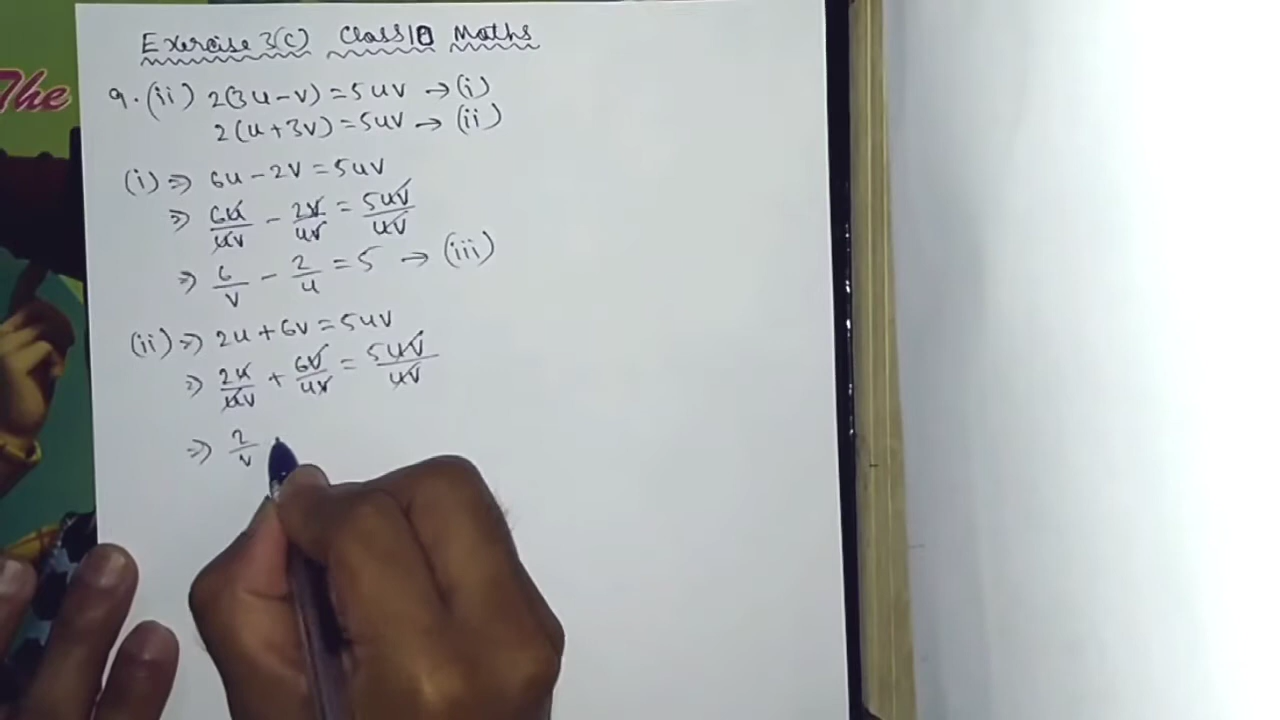 The
Exercise 3(C) Class 10 Maths
9. (ii) 2(3u-v) = 5uv → (i)
2(u+3v) = 5uv → (ii)
(i) ⇒ 6u - 2v = 5uv
⇒ 6u/uv - 2v/uv = 5uv/uv
⇒ 6/v - 2/u = 5 → (iii)
(ii) ⇒ 2u + 6v = 5uv
⇒ 2u/uv + 6v/uv = 5uv/uv
⇒ 2/v